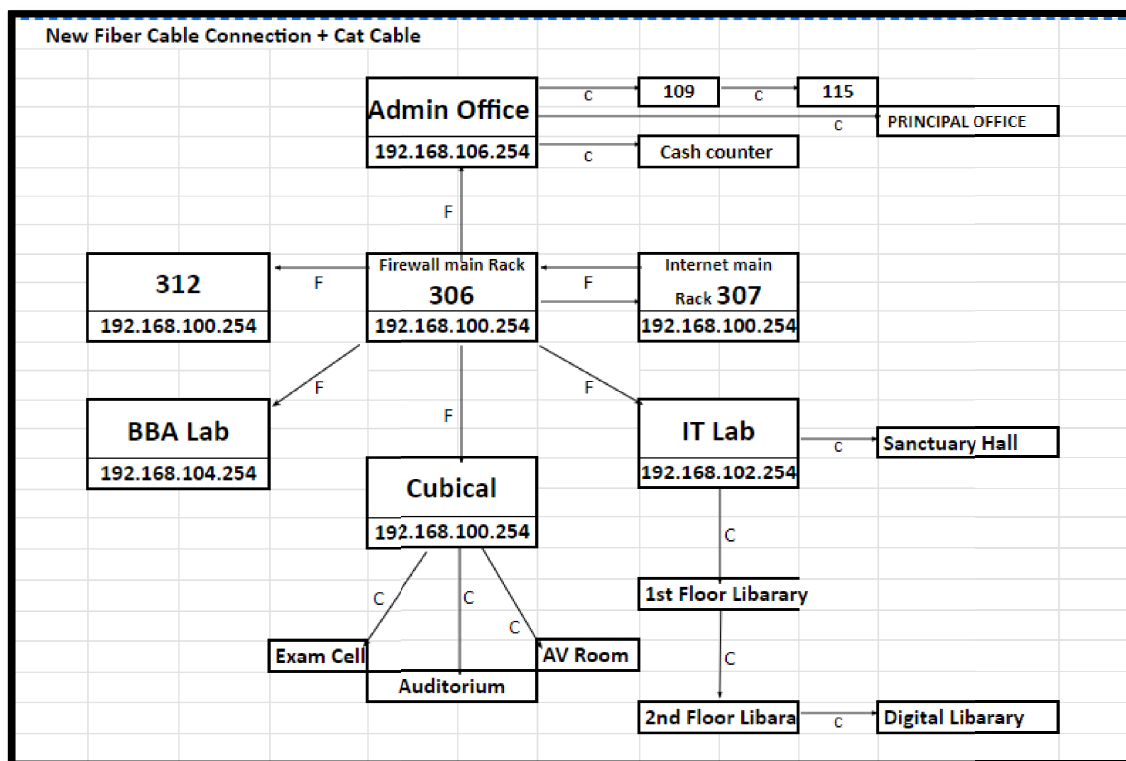 New Fiber Cable Connection + Cat Cable
Admin Office
192.168.106.254
C
109
C
115
C
PRINCIPAL OFFICE
C
Cash counter
F
312
192.168.100.254
F
Firewall main Rack
306
192.168.100.254
F
Internet main
Rack 307
192.168.100.254
F
F
F
BBA Lab
192.168.104.254
IT Lab
192.168.102.254
C
Sanctuary Hall
Cubical
192.168.100.254
C
C
C
C
1st Floor Libarary
Exam Cell
Auditorium
AV Room
C
2nd Floor Libara
C
Digital Libarary